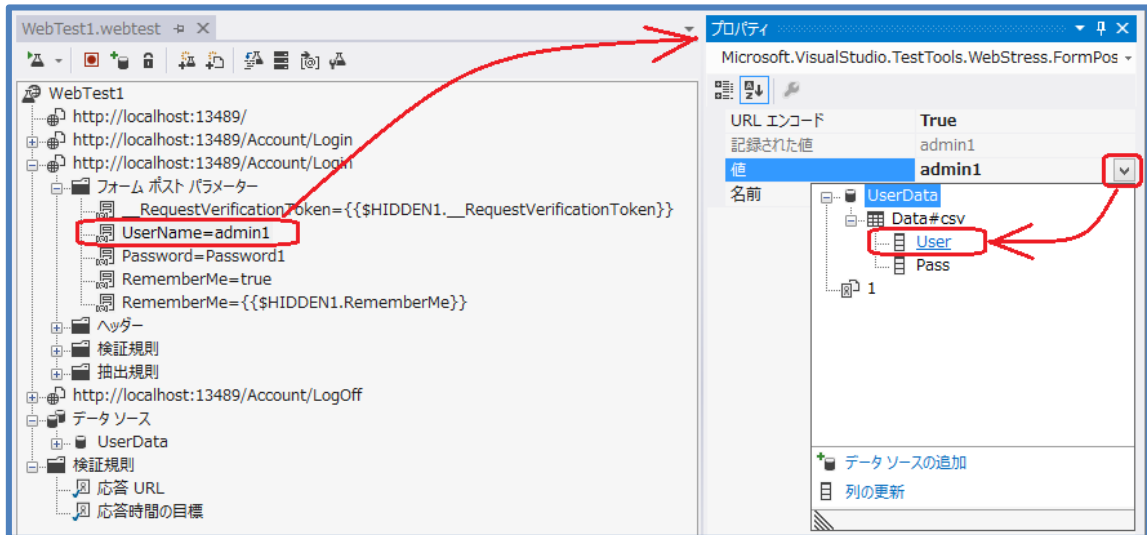 WebTest1.webtest
WebTest1
http://localhost:13489/
http://localhost:13489/Account/Login
http://localhost:13489/Account/Login
フォーム ポスト パラメーター
__RequestVerificationToken={{$HIDDEN1.__RequestVerificationToken}}
UserName=admin1
Password=Password1
RememberMe=true
RememberMe={{$HIDDEN1.RememberMe}}
ヘッダー
検証規則
抽出規則
http://localhost:13489/Account/LogOff
データ ソース
UserData
検証規則
応答 URL
応答時間の目標
プロパティ
Microsoft.VisualStudio.TestTools.WebStress.FormPos
URL エンコード True
記録された値 admin1
値 admin1
名前
UserData
Data#csv
User
Pass
1
データ ソースの追加
列の更新